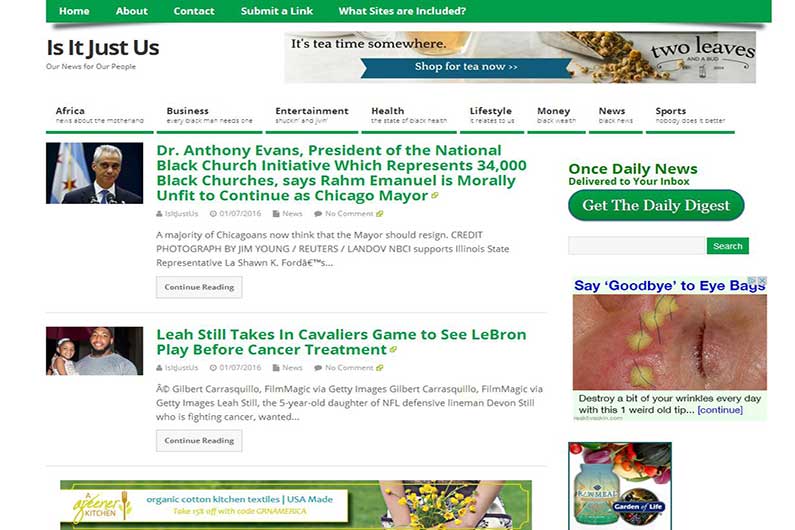 Home About Contact Submit a Link What Sites are Included?
Is It Just Us
Our News for Our People
It's tea time somewhere.
Shop for tea now >>
two leaves
AND A BUD
Africa Business Entertainment Health Lifestyle Money News Sports
news about the motherland every black man needs one shuckn' and jivn' the state of black health it relates to us black wealth black news nobody does it better
Dr. Anthony Evans, President of the National
Black Church Initiative Which Represents 34,000
Black Churches, says Rahm Emanuel is Morally
Unfit to Continue as Chicago Mayor
IsItJustUs 01/07/2016 News No Comment
A majority of Chicagoans now think that the Mayor should resign. CREDIT
PHOTOGRAPH BY JIM YOUNG / REUTERS / LANDOV NBCI supports Illinois State
Representative La Shawn K. Fordâ€™s...
Continue Reading
Leah Still Takes In Cavaliers Game to See LeBron
Play Before Cancer Treatment
IsItJustUs 01/07/2016 News No Comment
Â© Gilbert Carrasquillo, FilmMagic via Getty Images Gilbert Carrasquillo, FilmMagic via
Getty Images Leah Still, the 5-year-old daughter of NFL defensive lineman Devon Still
who is fighting cancer, wanted...
Continue Reading
Once Daily News
Delivered to Your Inbox
Get The Daily Digest
Search
Say 'Goodbye' to Eye Bags
Destroy a bit of your wrinkles every day
with this 1 weird old tip... [continue]
Garden of Life
A
greener
KITCHEN
organic cotton kitchen textiles | USA Made
Take 15% off with code GRNAMERICA